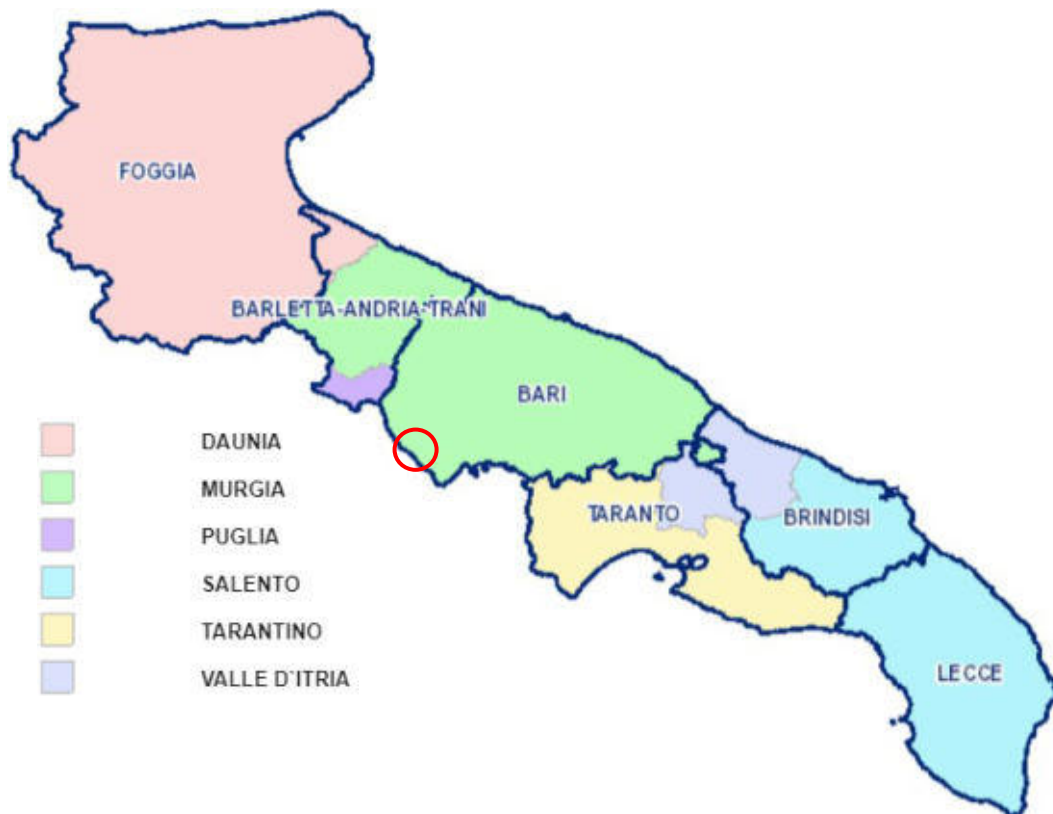 FOGGIA
BARLETTA-ANDRIA-TRANI
BARI
TARANTO
BRINDISI
LECCE
DAUNIA
MURGIA
PUGLIA
SALENTO
TARANTINO
VALLE D`ITRIA